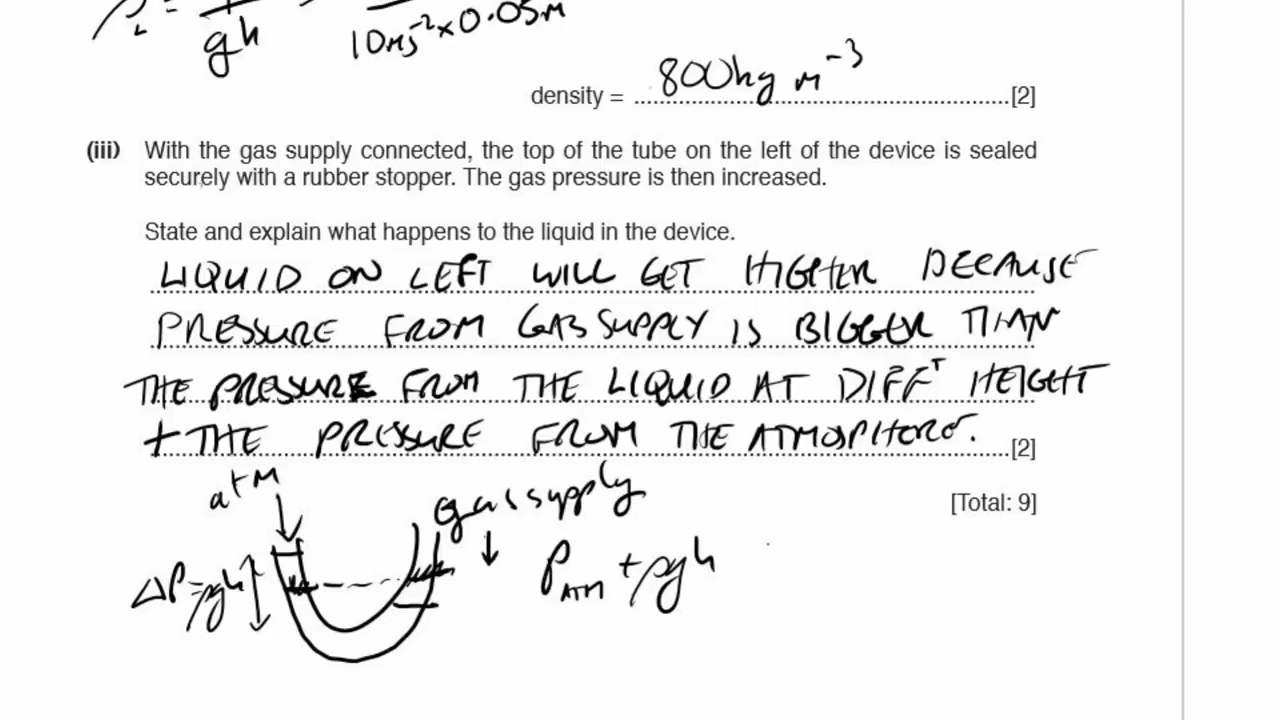 gh
10ms⁻² × 0.05m
density = 800kg m⁻³ [2]
(iii) With the gas supply connected, the top of the tube on the left of the device is sealed
securely with a rubber stopper. The gas pressure is then increased.
State and explain what happens to the liquid in the device.
LIQUID ON LEFT WILL GET HIGHER BECAUSE
PRESSURE FROM GAS SUPPLY IS BIGGER THAN
THE PRESSURE FROM THE LIQUID AT DIFFᵀ HEIGHT
+ THE PRESSURE FROM THE ATMOSPHERE. [2]
[Total: 9]
atm
gas supply
ΔP=ρgh
P_ATM + ρgh